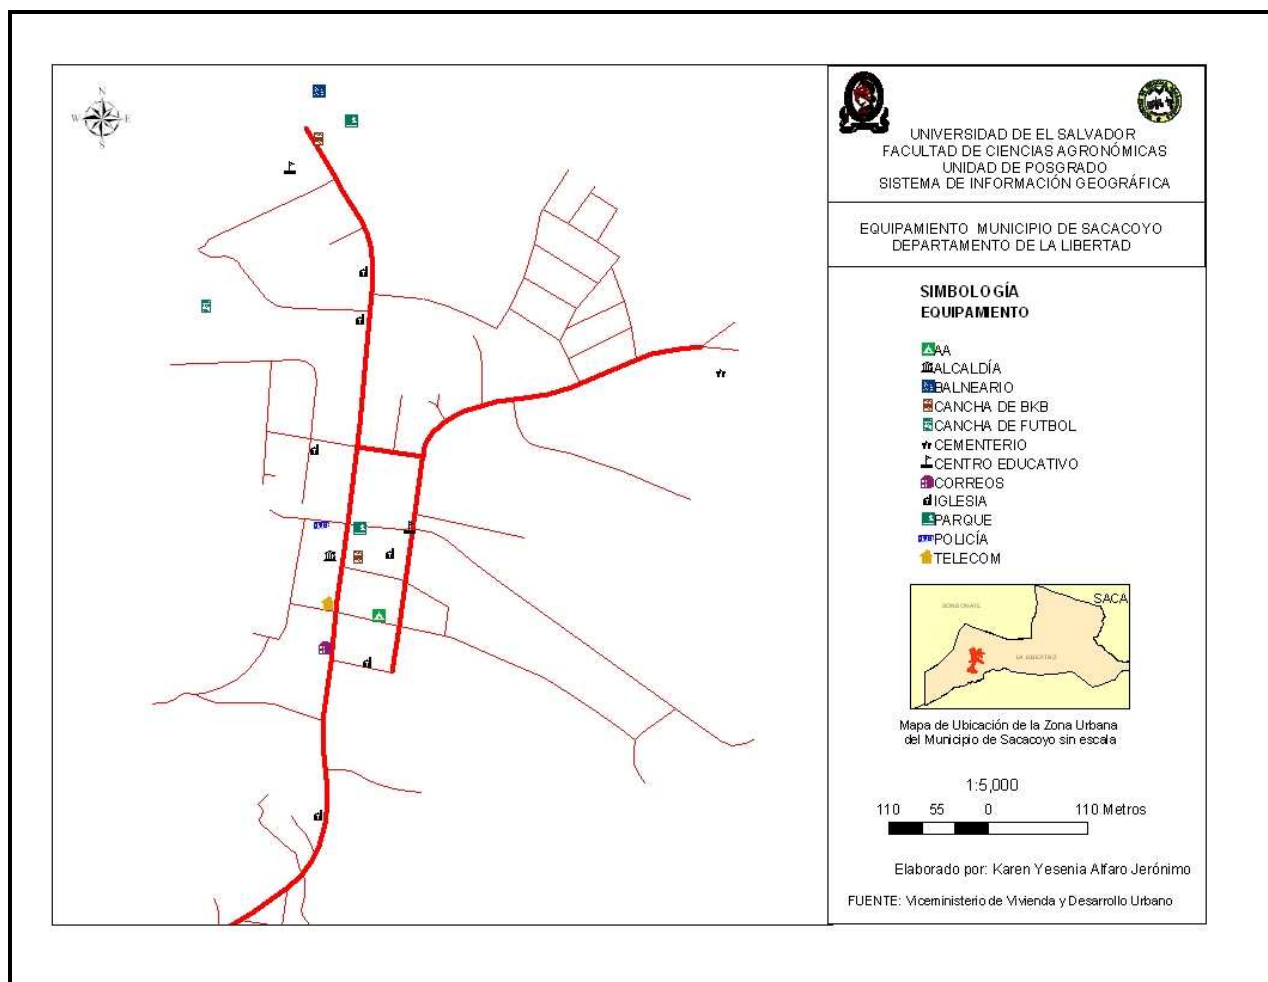 N
W E
S
UNIVERSIDAD DE EL SALVADOR
FACULTAD DE CIENCIAS AGRONÓMICAS
UNIDAD DE POSGRADO
SISTEMA DE INFORMACIÓN GEOGRÁFICA
EQUIPAMIENTO MUNICIPIO DE SACACOYO
DEPARTAMENTO DE LA LIBERTAD
SIMBOLOGÍA
EQUIPAMIENTO
AA
ALCALDÍA
BALNEARIO
CANCHA DE BKB
CANCHA DE FUTBOL
CEMENTERIO
CENTRO EDUCATIVO
CORREOS
IGLESIA
PARQUE
POLICÍA
TELECOM
SACA
LA LIBERTAD
Mapa de Ubicación de la Zona Urbana
del Municipio de Sacacoyo sin escala
1:5,000
110 55 0 110 Metros
Elaborado por: Karen Yesenia Alfaro Jerónimo
FUENTE: Viceministerio de Vivienda y Desarrollo Urbano